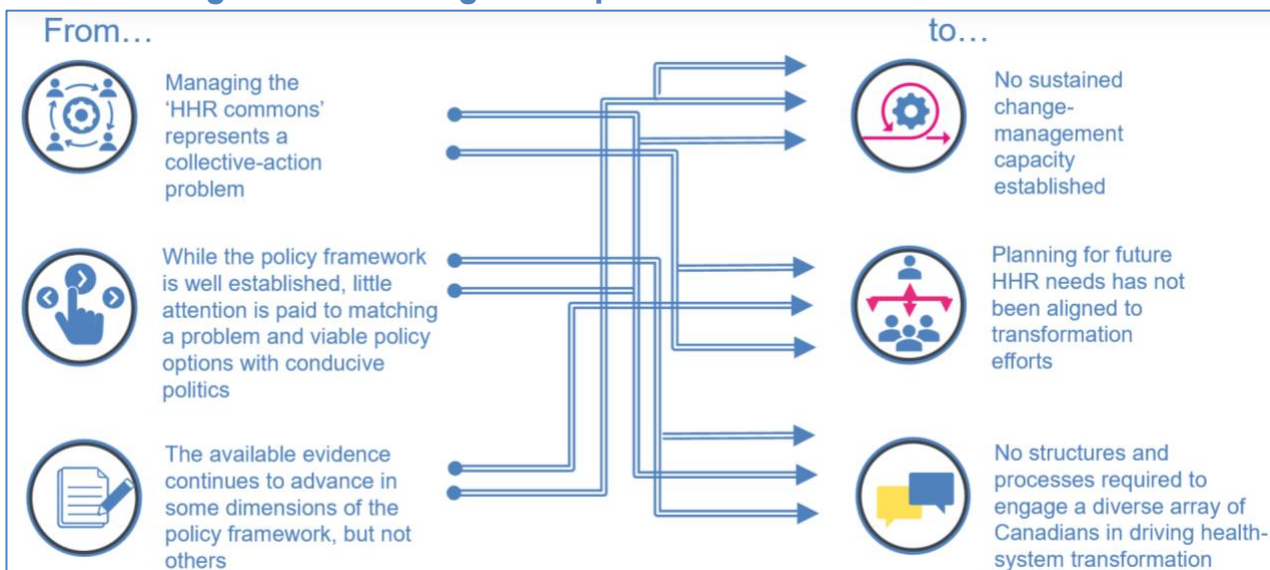 From…
to…
Managing the
‘HHR commons’
represents a
collective-action
problem
No sustained
change-
management
capacity
established
While the policy framework
is well established, little
attention is paid to matching
a problem and viable policy
options with conducive
politics
Planning for future
HHR needs has not
been aligned to
transformation
efforts
The available evidence
continues to advance in
some dimensions of the
policy framework, but not
others
No structures and
processes required to
engage a diverse array of
Canadians in driving health-
system transformation